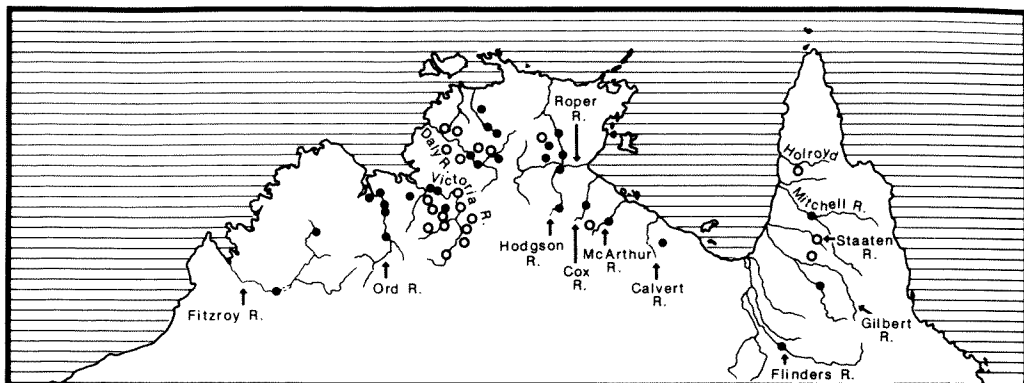 Roper
R.
Daly R.
Victoria R.
Holroyd
Mitchell R.
Staaten
R.
Hodgson
R.
McArthur
R.
Cox
R.
Calvert
R.
Ord R.
Fitzroy R.
Gilbert
R.
Flinders R.